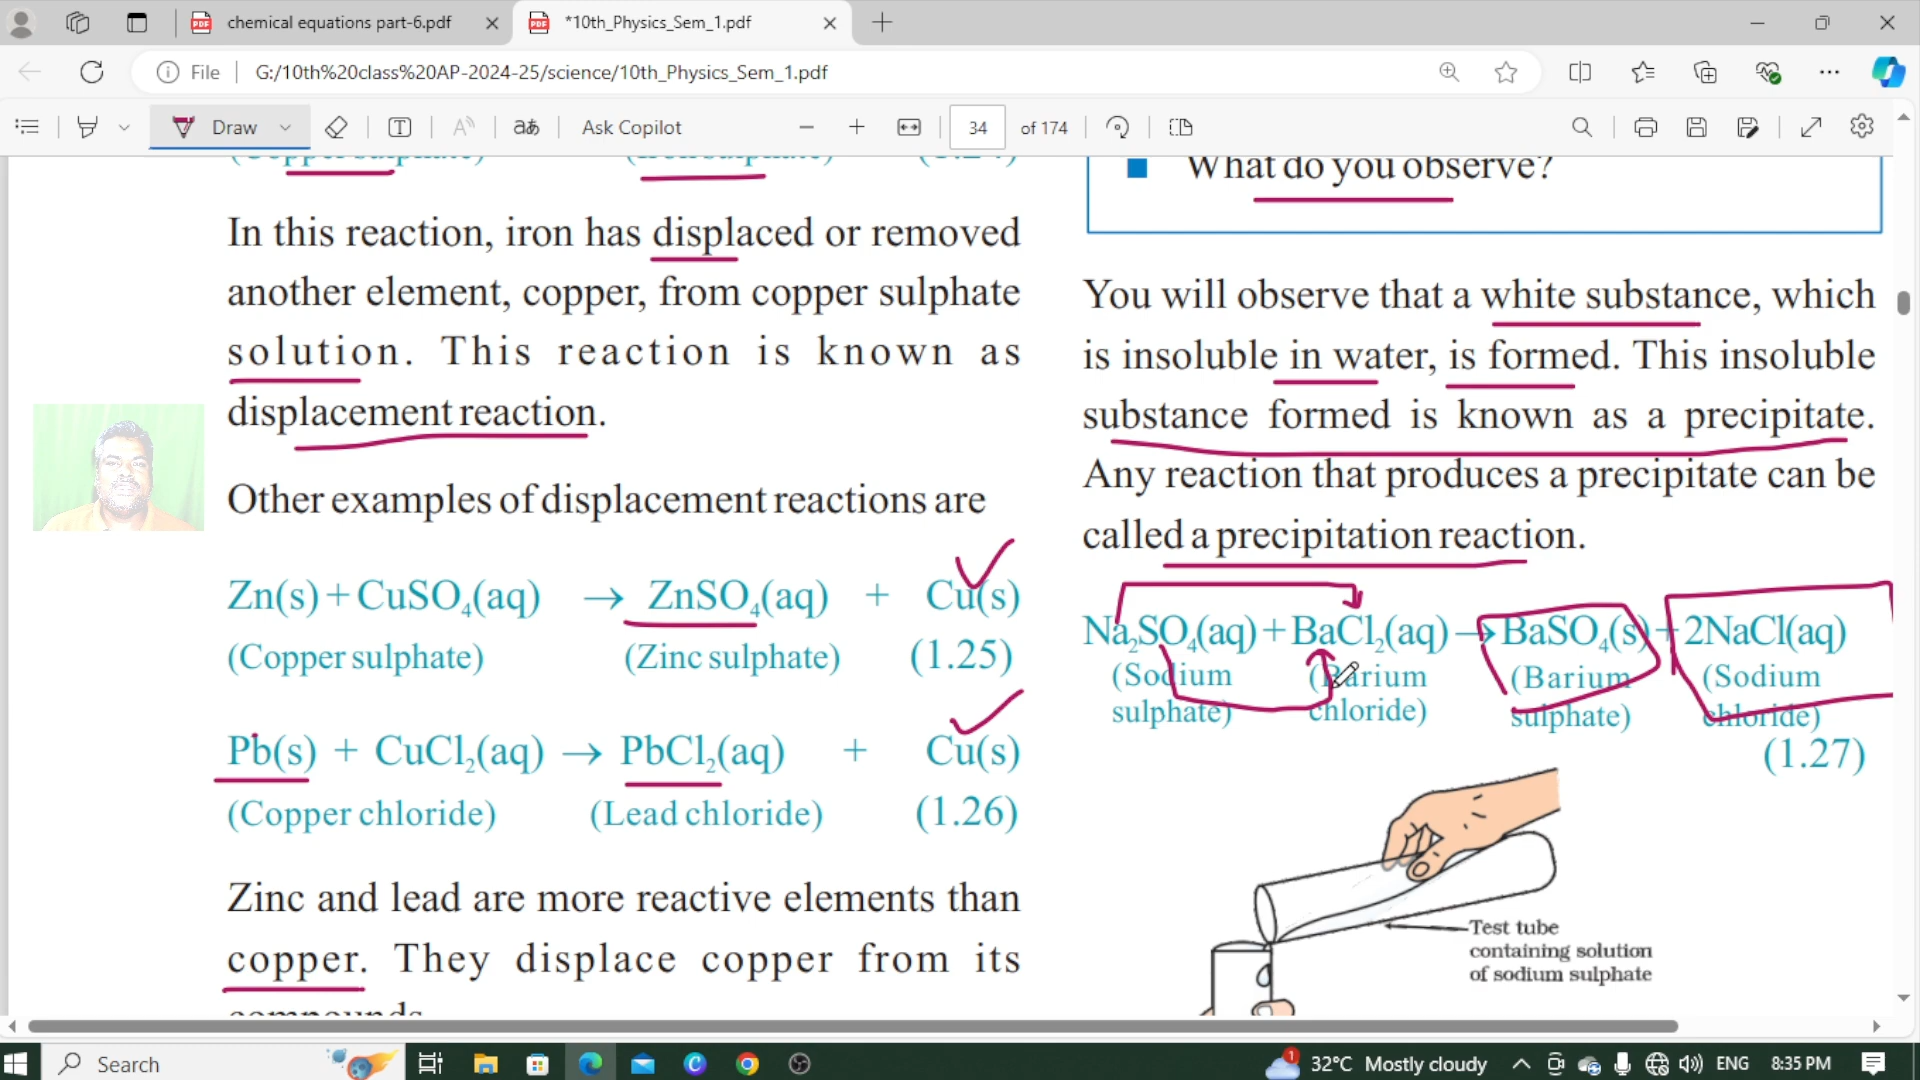 chemical equations part-6.pdf
*10th_Physics_Sem_1.pdf
File G:/10th%20class%20AP-2024-25/science/10th_Physics_Sem_1.pdf
Draw
Ask Copilot
34 of 174
In this reaction, iron has displaced or removed
another element, copper, from copper sulphate
solution. This reaction is known as
displacement reaction.
Other examples of displacement reactions are
Zn(s) + CuSO₄(aq) → ZnSO₄(aq) + Cu(s)
(Copper sulphate) (Zinc sulphate) (1.25)
Pb(s) + CuCl₂(aq) → PbCl₂(aq) + Cu(s)
(Copper chloride) (Lead chloride) (1.26)
Zinc and lead are more reactive elements than
copper. They displace copper from its
compounds.
What do you observe?
You will observe that a white substance, which
is insoluble in water, is formed. This insoluble
substance formed is known as a precipitate.
Any reaction that produces a precipitate can be
called a precipitation reaction.
Na₂SO₄(aq) + BaCl₂(aq) → BaSO₄(s) + 2NaCl(aq)
(Sodium (Barium (Barium (Sodium
sulphate) chloride) sulphate) chloride)
(1.27)
Test tube
containing solution
of sodium sulphate
Search
1 32°C Mostly cloudy ENG 8:35 PM